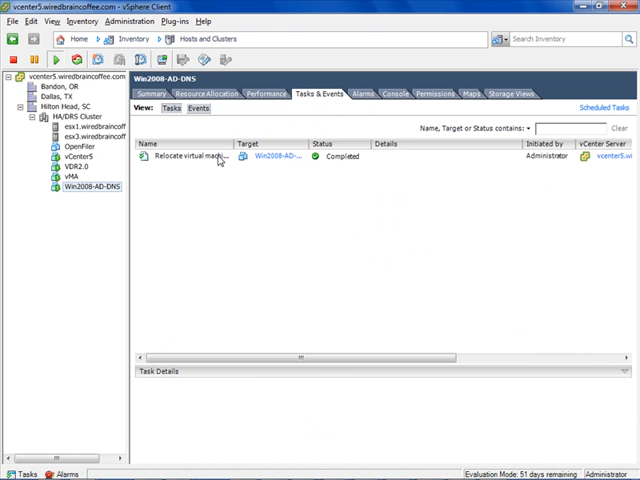 vcenter5.wiredbraincoffee.com - vSphere Client
File Edit View Inventory Administration Plug-ins Help
Home Inventory Hosts and Clusters Search Inventory
vcenter5.wiredbraincoffee.com
Bandon, OR
Dallas, TX
Hilton Head, SC
HA/DRS Cluster
esx1.wiredbraincoff
esx3.wiredbraincoff
OpenFiler
vCenter5
VDR2.0
vMA
Win2008-AD-DNS
Win2008-AD-DNS
Summary Resource Allocation Performance Tasks & Events Alarms Console Permissions Maps Storage Views
View: Tasks Events Scheduled Tasks
Name, Target or Status contains: Clear
Name Target Status Details Initiated by vCenter Server
Relocate virtual machi... Win2008-AD-... Completed Administrator vcenter5.wi
Task Details
Tasks Alarms Evaluation Mode: 51 days remaining Administrator